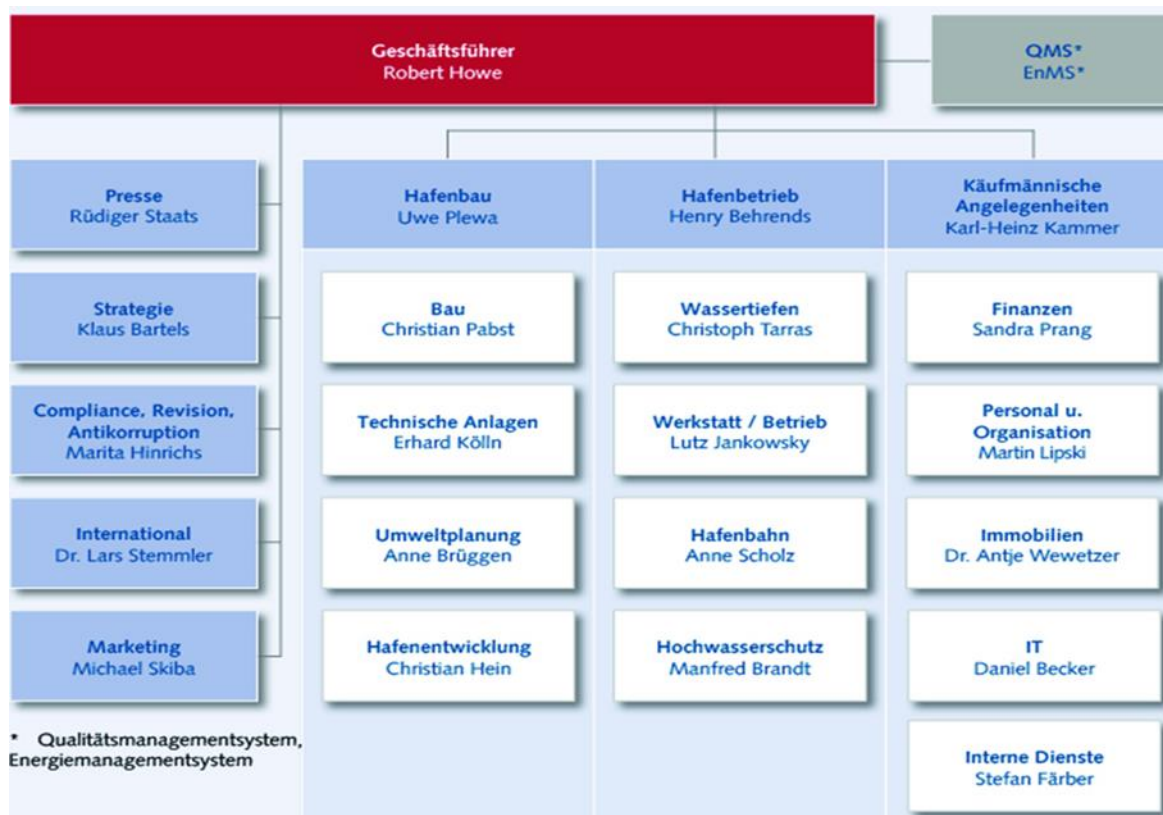 Geschäftsführer
Robert Howe
QMS*
EnMS*
Presse
Rüdiger Staats
Strategie
Klaus Bartels
Compliance, Revision,
Antikorruption
Marita Hinrichs
International
Dr. Lars Stemmler
Marketing
Michael Skiba
* Qualitätsmanagementsystem,
Energiemanagementsystem
Hafenbau
Uwe Plewa
Bau
Christian Pabst
Technische Anlagen
Erhard Kölln
Umweltplanung
Anne Brüggen
Hafenentwicklung
Christian Hein
Hafenbetrieb
Henry Behrends
Wassertiefen
Christoph Tarras
Werkstatt / Betrieb
Lutz Jankowsky
Hafenbahn
Anne Scholz
Hochwasserschutz
Manfred Brandt
Käufmännische
Angelegenheiten
Karl-Heinz Kammer
Finanzen
Sandra Prang
Personal u.
Organisation
Martin Lipski
Immobilien
Dr. Antje Wewetzer
IT
Daniel Becker
Interne Dienste
Stefan Färber